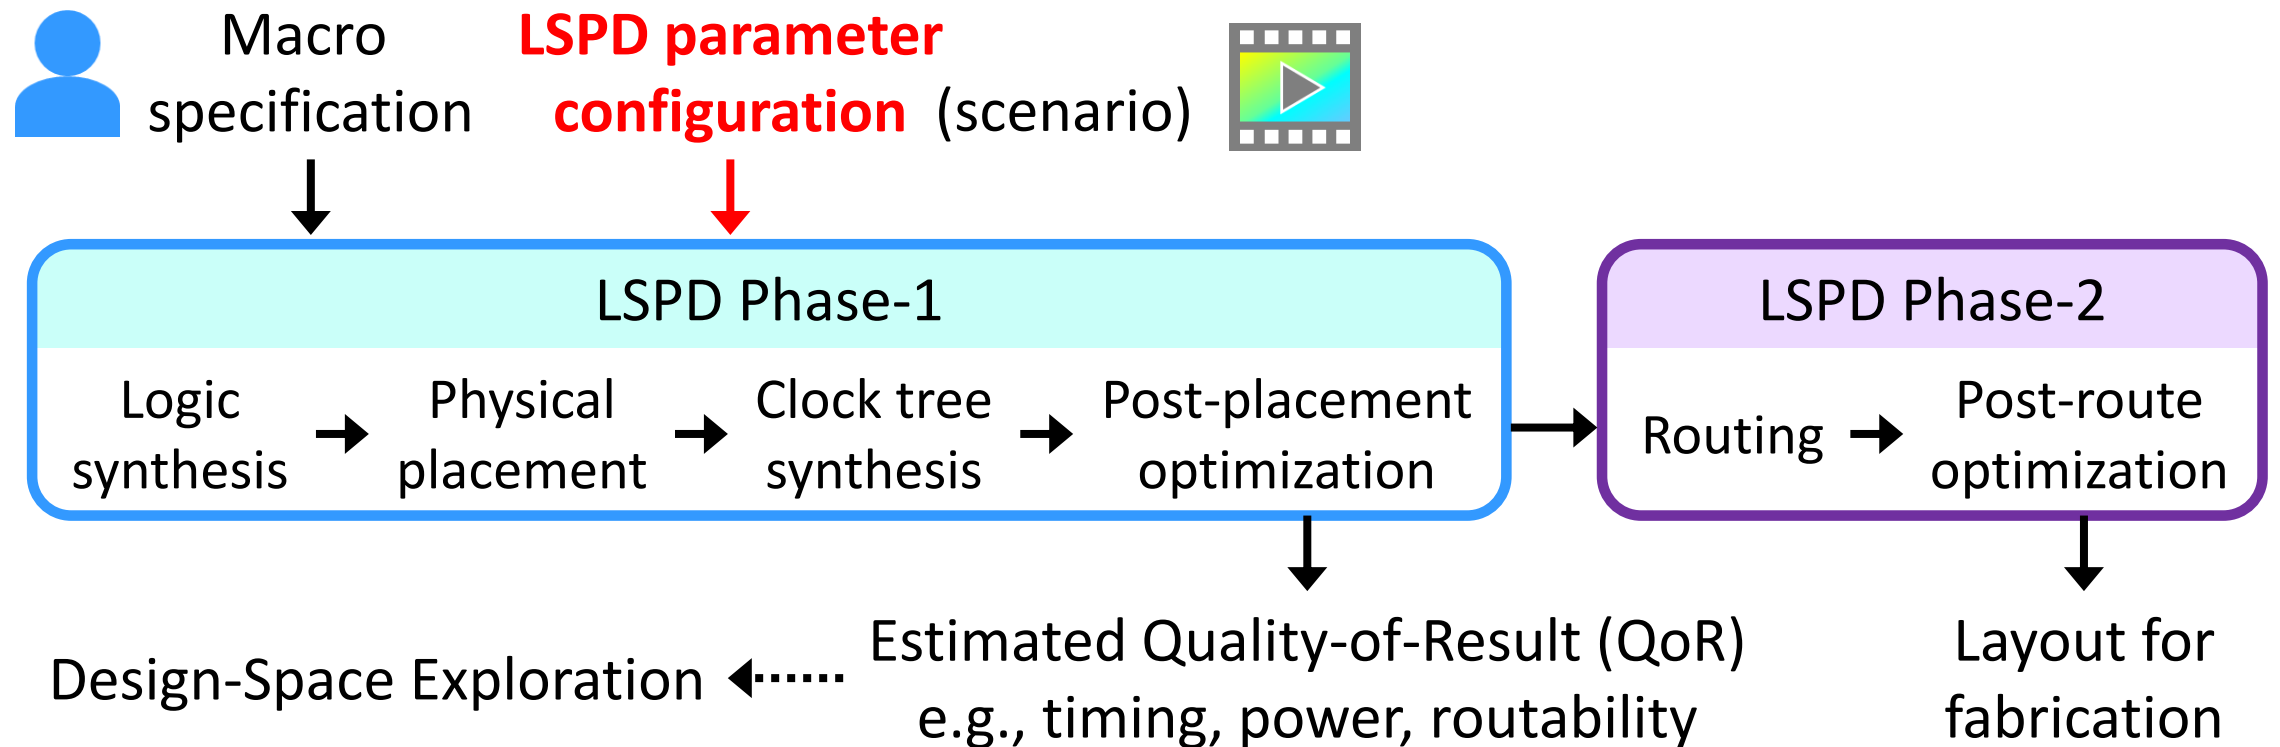 Macro
specification
LSPD parameter
configuration (scenario)
LSPD Phase-1
Logic
synthesis
Physical
placement
Clock tree
synthesis
Post-placement
optimization
LSPD Phase-2
Routing
Post-route
optimization
Design-Space Exploration
Estimated Quality-of-Result (QoR)
e.g., timing, power, routability
Layout for
fabrication